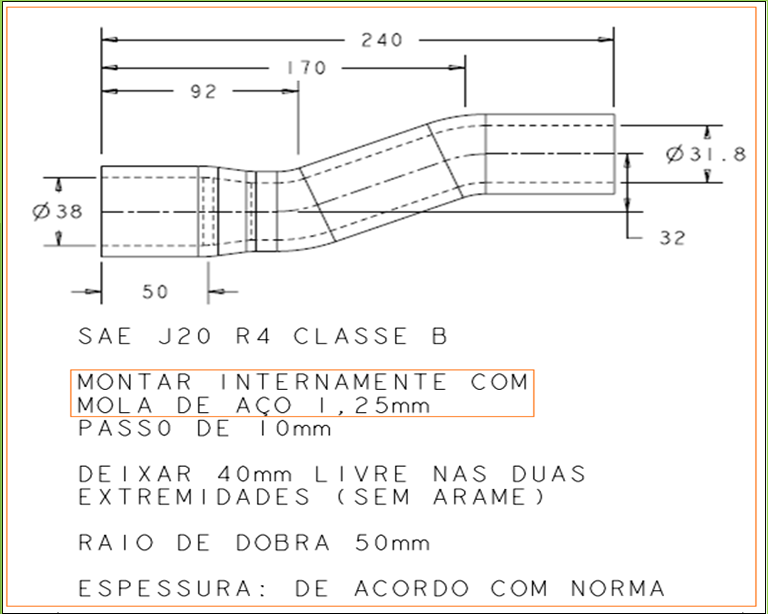 240
170
92
Ø31.8
Ø38
32
50
SAE J20 R4 CLASSE B
MONTAR INTERNAMENTE COM
MOLA DE AÇO 1,25mm
PASSO DE 10mm
DEIXAR 40mm LIVRE NAS DUAS
EXTREMIDADES (SEM ARAME)
RAIO DE DOBRA 50mm
ESPESSURA: DE ACORDO COM NORMA